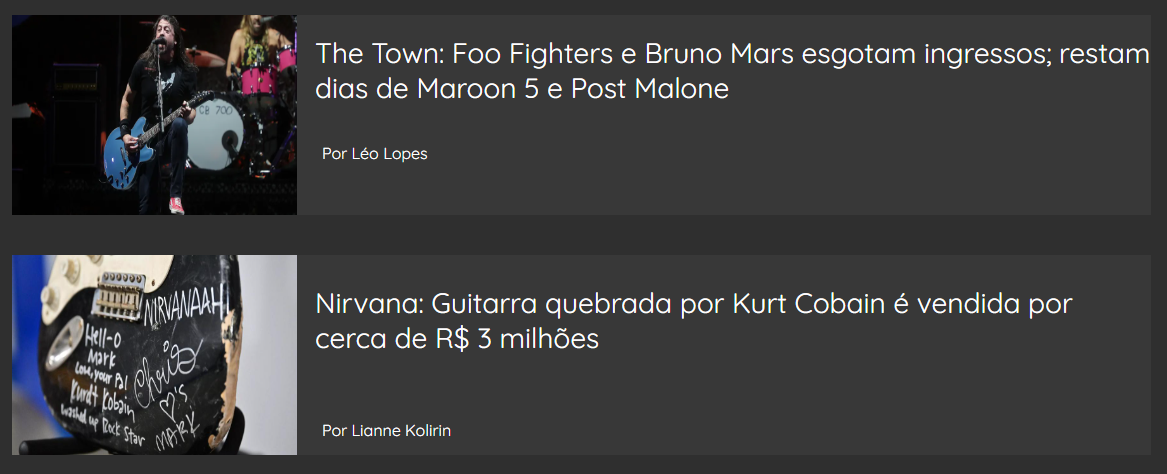 The Town: Foo Fighters e Bruno Mars esgotam ingressos; restam
dias de Maroon 5 e Post Malone
GB 700
Por Léo Lopes
Nirvana: Guitarra quebrada por Kurt Cobain é vendida por
cerca de R$ 3 milhões
NIRVANAAH
Hell-O
Mark
Love, your Pal
Kurdt Kobain
washed up Rock Star
Chris
MARK
Por Lianne Kolirin